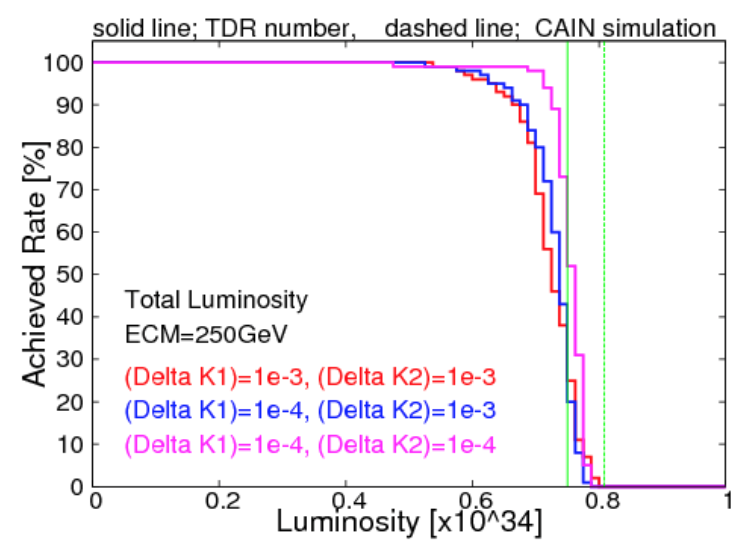 solid line; TDR number, dashed line; CAIN simulation
100
90
80
70
60
50
40
30
20
10
0
Achieved Rate [%]
Total Luminosity
ECM=250GeV
(Delta K1)=1e-3, (Delta K2)=1e-3
(Delta K1)=1e-4, (Delta K2)=1e-3
(Delta K1)=1e-4, (Delta K2)=1e-4
0 0.2 0.4 0.6 0.8 1
Luminosity [x10^34]